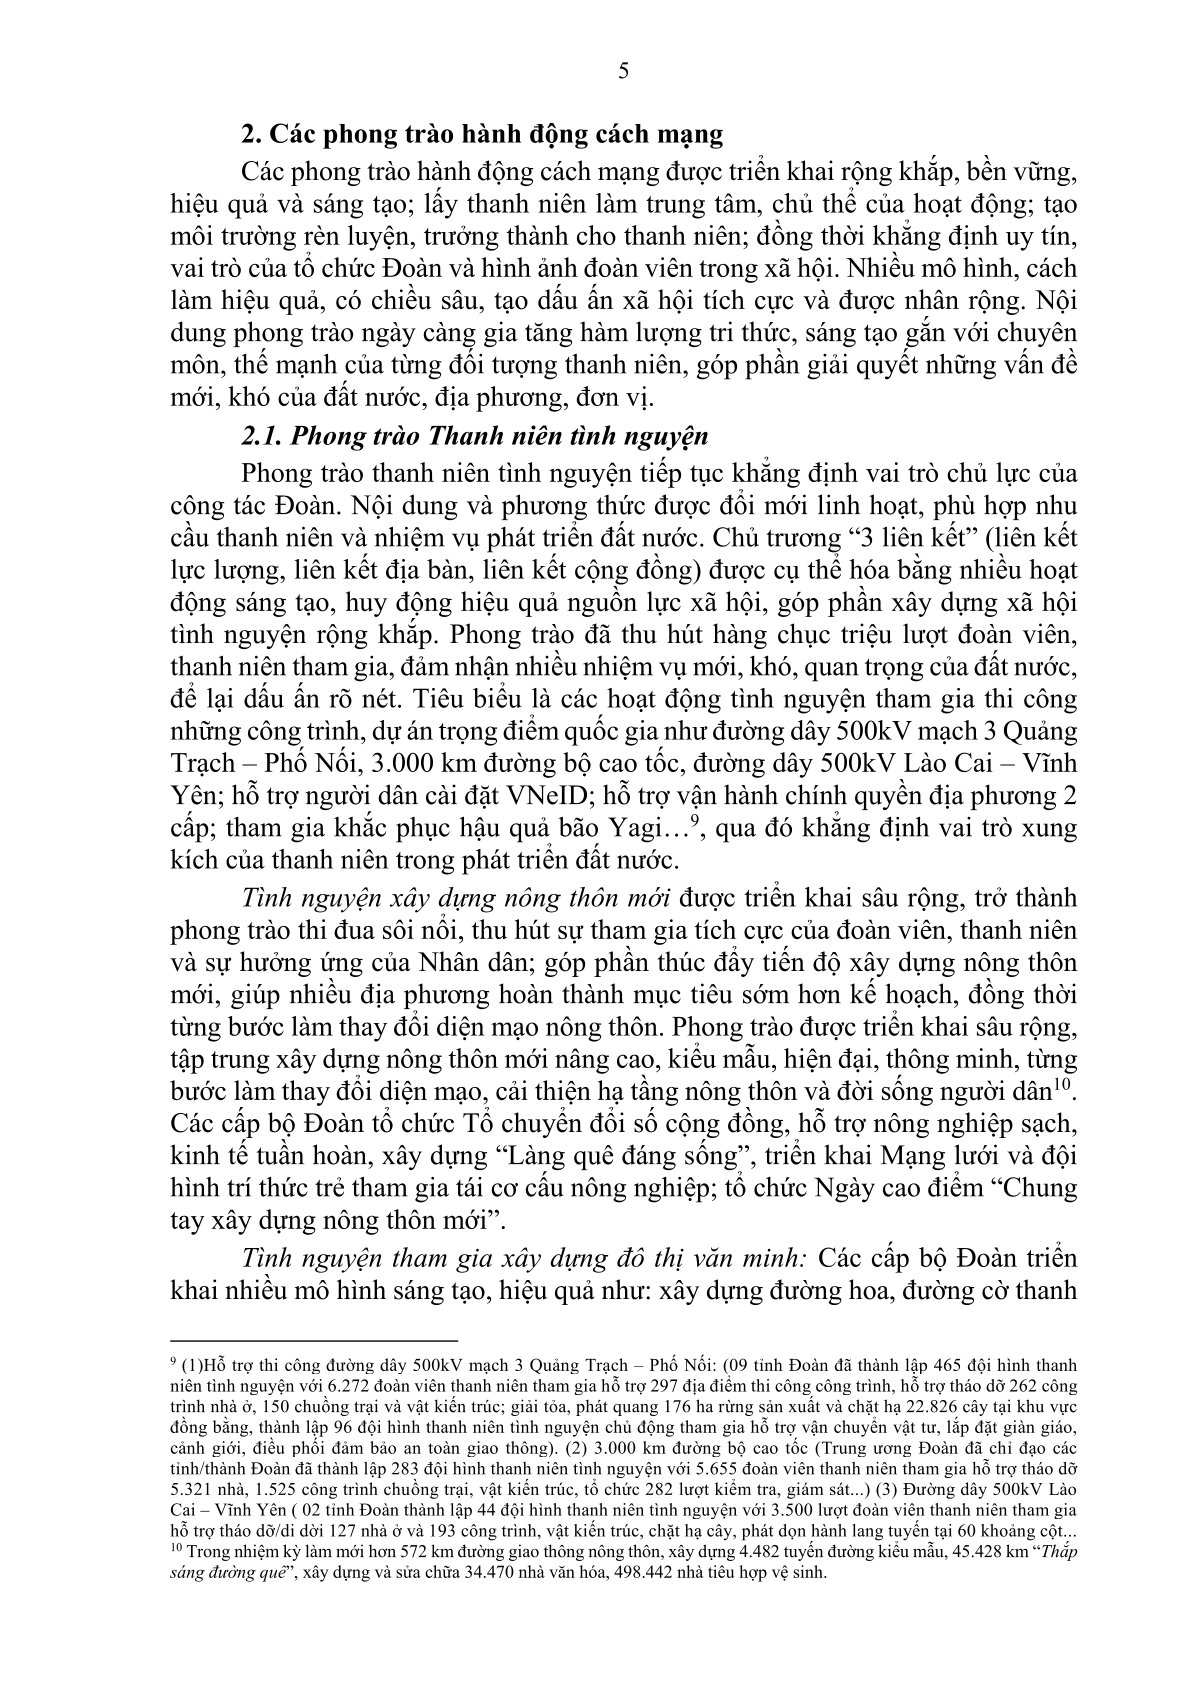 5
2. Các phong trào hành động cách mạng
Các phong trào hành động cách mạng được triển khai rộng khắp, bền vững,
hiệu quả và sáng tạo; lấy thanh niên làm trung tâm, chủ thể của hoạt động; tạo
môi trường rèn luyện, trưởng thành cho thanh niên; đồng thời khẳng định uy tín,
vai trò của tổ chức Đoàn và hình ảnh đoàn viên trong xã hội. Nhiều mô hình, cách
làm hiệu quả, có chiều sâu, tạo dấu ấn xã hội tích cực và được nhân rộng. Nội
dung phong trào ngày càng gia tăng hàm lượng tri thức, sáng tạo gắn với chuyên
môn, thế mạnh của từng đối tượng thanh niên, góp phần giải quyết những vấn đề
mới, khó của đất nước, địa phương, đơn vị.
2.1. Phong trào Thanh niên tình nguyện
Phong trào thanh niên tình nguyện tiếp tục khẳng định vai trò chủ lực của
công tác Đoàn. Nội dung và phương thức được đổi mới linh hoạt, phù hợp nhu
cầu thanh niên và nhiệm vụ phát triển đất nước. Chủ trương “3 liên kết” (liên kết
lực lượng, liên kết địa bàn, liên kết cộng đồng) được cụ thể hóa bằng nhiều hoạt
động sáng tạo, huy động hiệu quả nguồn lực xã hội, góp phần xây dựng xã hội
tình nguyện rộng khắp. Phong trào đã thu hút hàng chục triệu lượt đoàn viên,
thanh niên tham gia, đảm nhận nhiều nhiệm vụ mới, khó, quan trọng của đất nước,
để lại dấu ấn rõ nét. Tiêu biểu là các hoạt động tình nguyện tham gia thi công
những công trình, dự án trọng điểm quốc gia như đường dây 500kV mạch 3 Quảng
Trạch – Phố Nối, 3.000 km đường bộ cao tốc, đường dây 500kV Lào Cai – Vĩnh
Yên; hỗ trợ người dân cài đặt VNeID; hỗ trợ vận hành chính quyền địa phương 2
cấp; tham gia khắc phục hậu quả bão Yagi…9, qua đó khẳng định vai trò xung
kích của thanh niên trong phát triển đất nước.
Tình nguyện xây dựng nông thôn mới được triển khai sâu rộng, trở thành
phong trào thi đua sôi nổi, thu hút sự tham gia tích cực của đoàn viên, thanh niên
và sự hưởng ứng của Nhân dân; góp phần thúc đẩy tiến độ xây dựng nông thôn
mới, giúp nhiều địa phương hoàn thành mục tiêu sớm hơn kế hoạch, đồng thời
từng bước làm thay đổi diện mạo nông thôn. Phong trào được triển khai sâu rộng,
tập trung xây dựng nông thôn mới nâng cao, kiểu mẫu, hiện đại, thông minh, từng
bước làm thay đổi diện mạo, cải thiện hạ tầng nông thôn và đời sống người dân10.
Các cấp bộ Đoàn tổ chức Tổ chuyển đổi số cộng đồng, hỗ trợ nông nghiệp sạch,
kinh tế tuần hoàn, xây dựng “Làng quê đáng sống”, triển khai Mạng lưới và đội
hình trí thức trẻ tham gia tái cơ cấu nông nghiệp; tổ chức Ngày cao điểm “Chung
tay xây dựng nông thôn mới”.
Tình nguyện tham gia xây dựng đô thị văn minh: Các cấp bộ Đoàn triển
khai nhiều mô hình sáng tạo, hiệu quả như: xây dựng đường hoa, đường cờ thanh
9 (1)Hỗ trợ thi công đường dây 500kV mạch 3 Quảng Trạch – Phố Nối: (09 tỉnh Đoàn đã thành lập 465 đội hình thanh
niên tình nguyện với 6.272 đoàn viên thanh niên tham gia hỗ trợ 297 địa điểm thi công công trình, hỗ trợ tháo dỡ 262 công
trình nhà ở, 150 chuồng trại và vật kiến trúc; giải tỏa, phát quang 176 ha rừng sản xuất và chặt hạ 22.826 cây tại khu vực
đồng bằng, thành lập 96 đội hình thanh niên tình nguyện chủ động tham gia hỗ trợ vận chuyển vật tư, lắp đặt giàn giáo,
cảnh giới, điều phối đảm bảo an toàn giao thông). (2) 3.000 km đường bộ cao tốc (Trung ương Đoàn đã chỉ đạo các
tỉnh/thành Đoàn đã thành lập 283 đội hình thanh niên tình nguyện với 5.655 đoàn viên thanh niên tham gia hỗ trợ tháo dỡ
5.321 nhà, 1.525 công trình chuồng trại, vật kiến trúc, tổ chức 282 lượt kiểm tra, giám sát...) (3) Đường dây 500kV Lào
Cai – Vĩnh Yên ( 02 tỉnh Đoàn thành lập 44 đội hình thanh niên tình nguyện với 3.500 lượt đoàn viên thanh niên tham gia
hỗ trợ tháo dỡ/di dời 127 nhà ở và 193 công trình, vật kiến trúc, chặt hạ cây, phát dọn hành lang tuyến tại 60 khoảng cột...
10 Trong nhiệm kỳ làm mới hơn 572 km đường giao thông nông thôn, xây dựng 4.482 tuyến đường kiểu mẫu, 45.428 km “Thắp
sáng đường quê”, xây dựng và sửa chữa 34.470 nhà văn hóa, 498.442 nhà tiêu hợp vệ sinh.